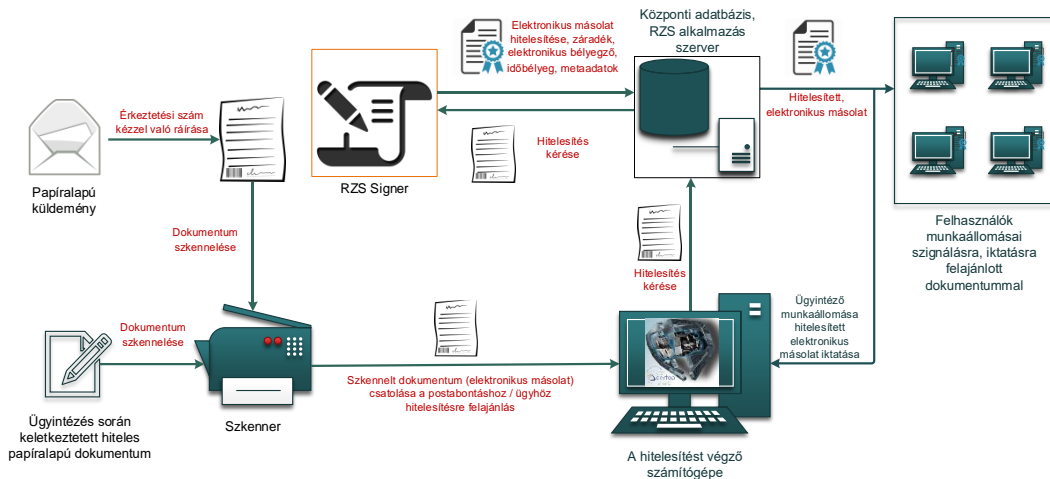 Elektronikus másolat
hitelesítése, záradék,
elektronikus bélyegző,
időbélyeg, metaadatok
Központi adatbázis,
RZS alkalmazás
szerver
Érkeztetési szám
kézzel való ráírása
Hitelesítés
kérése
Hitelesített,
elektronikus másolat
Papíralapú
küldemény
RZS Signer
Dokumentum
szkennelése
Hitelesítés
kérése
Felhasználók
munkaállomásai
szignálásra, iktatásra
felajánlott
dokumentummal
Dokumentum
szkennelése
Ügyintéző
munkaállomása
hitelesített
elektronikus
másolat iktatása
Szkennelt dokumentum (elektronikus másolat)
csatolása a postabontáshoz / ügyhöz
hitelesítésre felajánlás
Ügyintézés során
keletkeztetett hiteles
papíralapú dokumentum
Szkenner
A hitelesítést végző
számítógépe